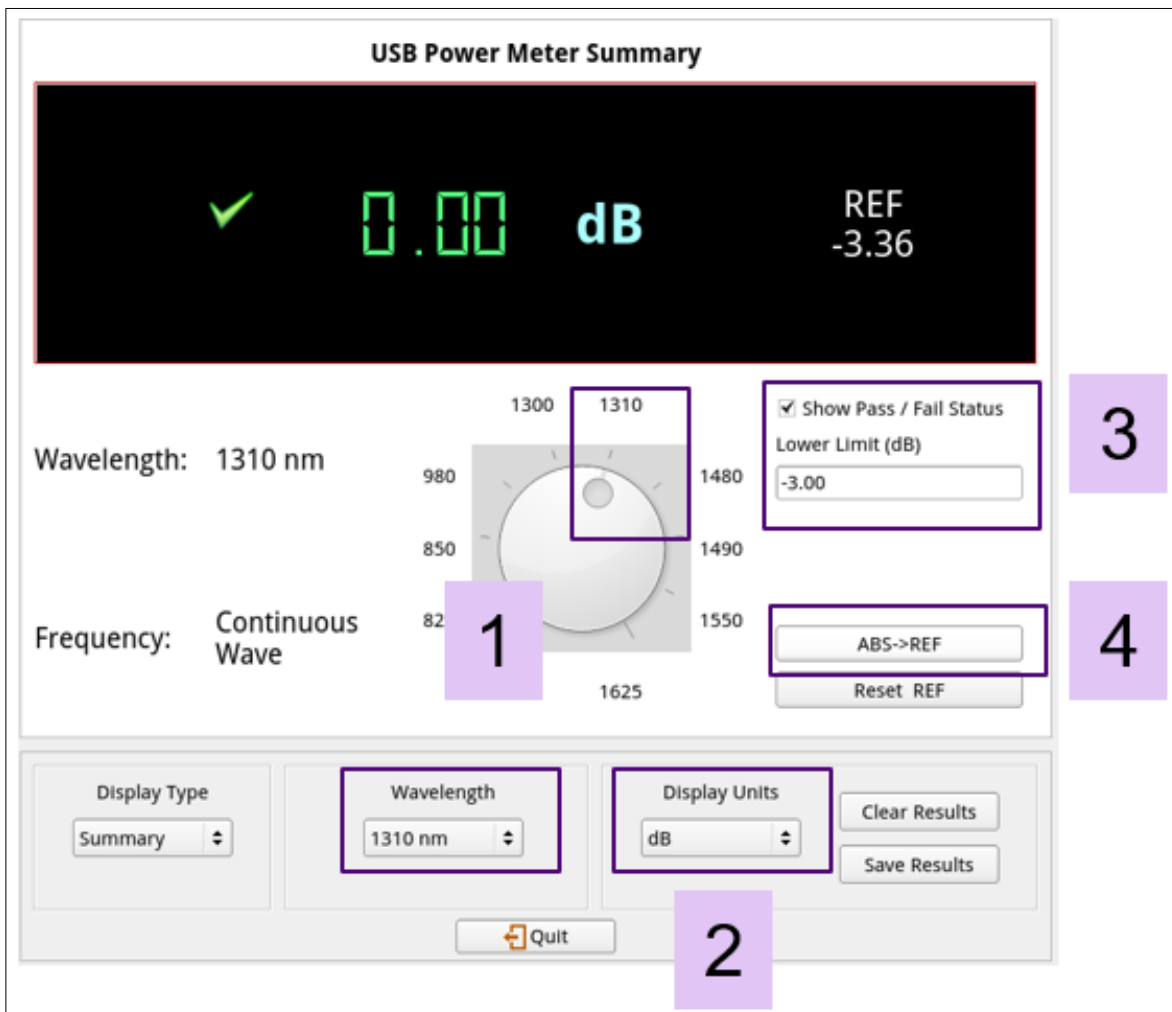 USB Power Meter Summary
0.00 dB
REF
-3.36
Wavelength: 1310 nm
Frequency: Continuous
Wave
1300 1310
980 1480
850 1490
82 1550
1625
Show Pass / Fail Status
Lower Limit (dB)
-3.00
3
1
ABS->REF
4
Reset REF
Display Type
Summary
Wavelength
1310 nm
Display Units
dB
Clear Results
Save Results
Quit
2